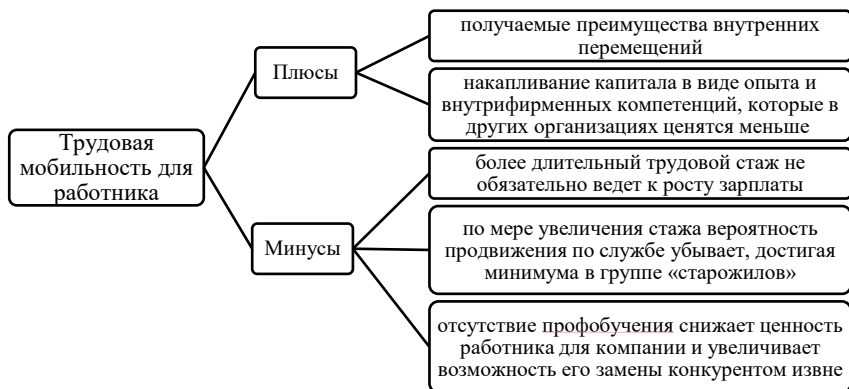 Трудовая
мобильность для
работника
Плюсы
получаемые преимущества внутренних
перемещений
накапливание капитала в виде опыта и
внутрифирменных компетенций, которые в
других организациях ценятся меньше
Минусы
более длительный трудовой стаж не
обязательно ведет к росту зарплаты
по мере увеличения стажа вероятность
продвижения по службе убывает, достигая
минимума в группе «старожилов»
отсутствие профобучения снижает ценность
работника для компании и увеличивает
возможность его замены конкурентом извне